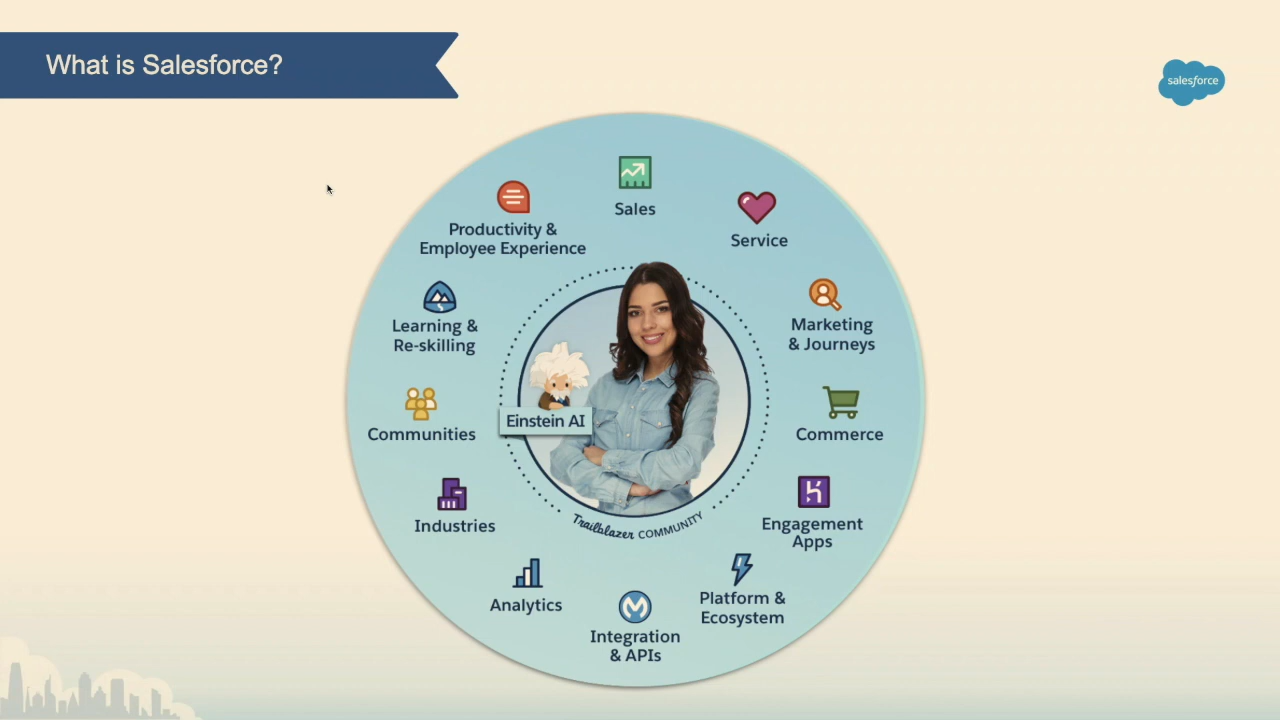 What is Salesforce?
salesforce
Sales
Service
Productivity &
Employee Experience
Learning &
Re-skilling
Marketing
& Journeys
Communities
Einstein AI
Commerce
Industries
Trailblazer COMMUNITY
Engagement
Apps
Analytics
Platform &
Ecosystem
Integration
& APIs